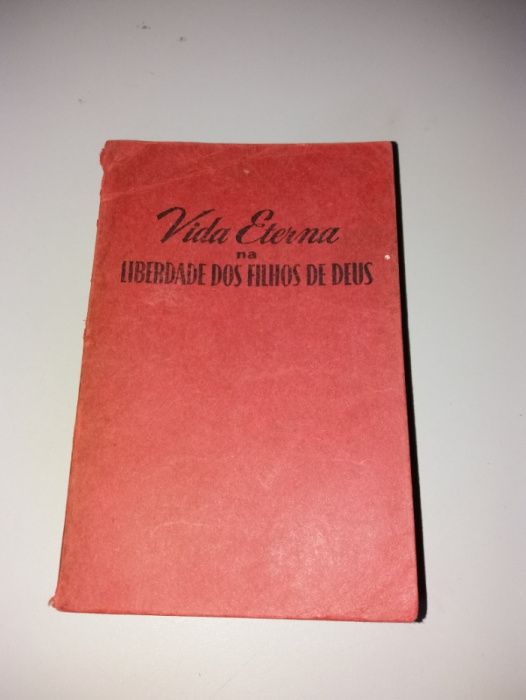 Vida Eterna
na
LIBERDADE DOS FILHOS DE DEUS